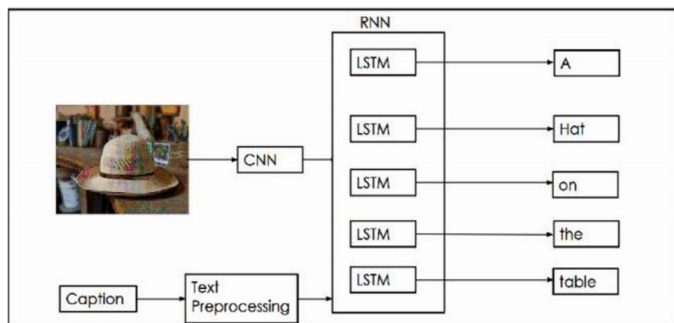 RNN
LSTM
A
LSTM
Hat
CNN
LSTM
on
LSTM
the
Caption
Text
Preprocessing
LSTM
table